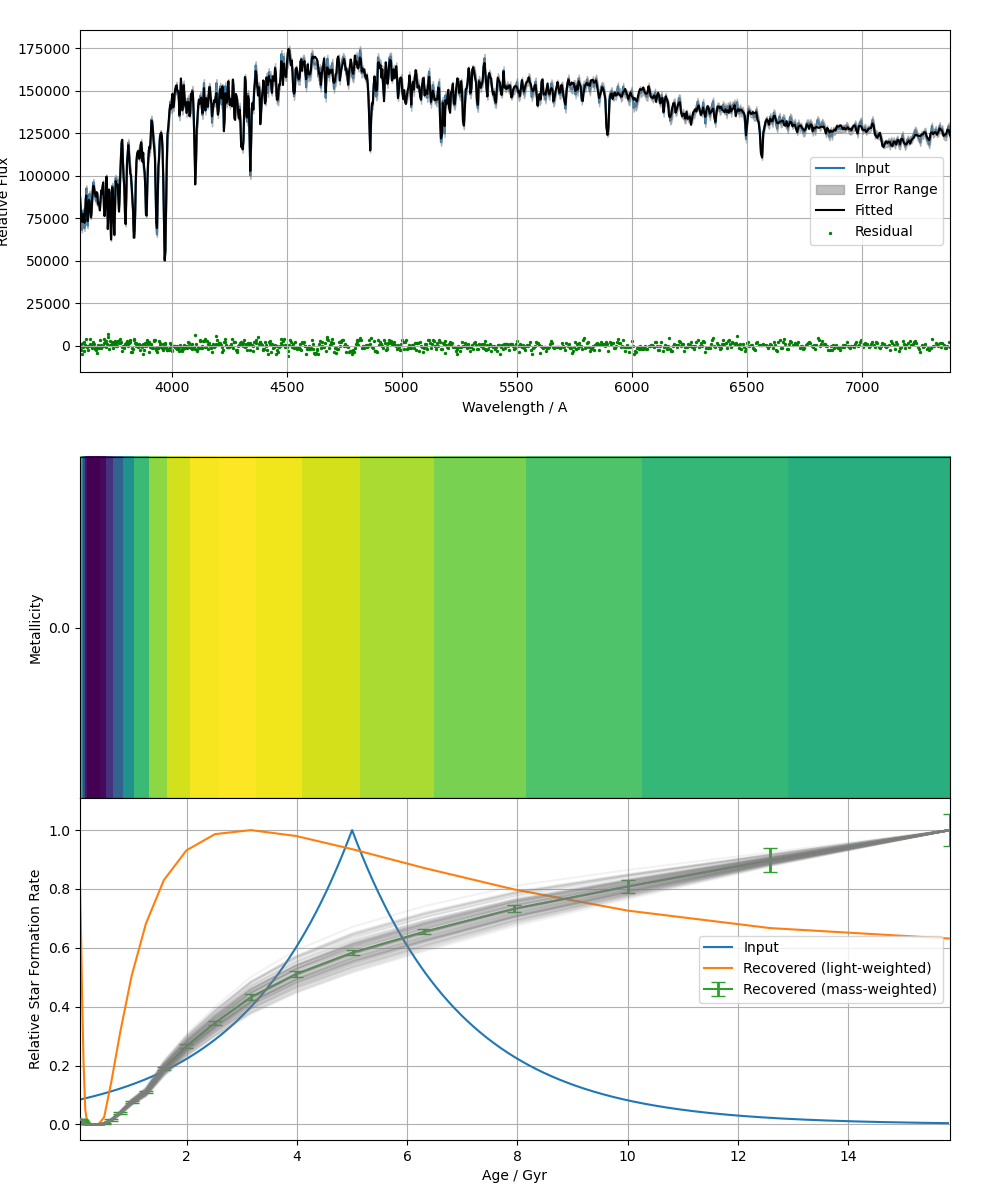 175000
150000
125000
100000
75000
50000
25000
0
Relative Flux
Input
Error Range
Fitted
Residual
4000 4500 5000 5500 6000 6500 7000
Wavelength / A
0.0
Metallicity
1.0
0.8
0.6
0.4
0.2
0.0
Relative Star Formation Rate
Input
Recovered (light-weighted)
Recovered (mass-weighted)
2 4 6 8 10 12 14
Age / Gyr